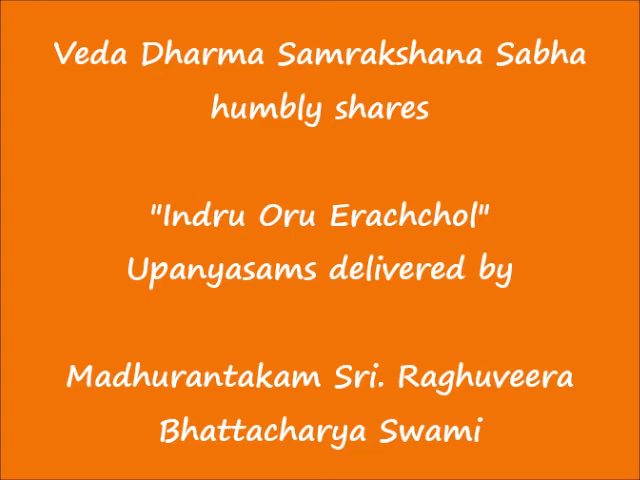 Veda Dharma Samrakshana Sabha
humbly shares
"Indru Oru Erachchol"
Upanyasams delivered by
Madhurantakam Sri. Raghuveera
Bhattacharya Swami